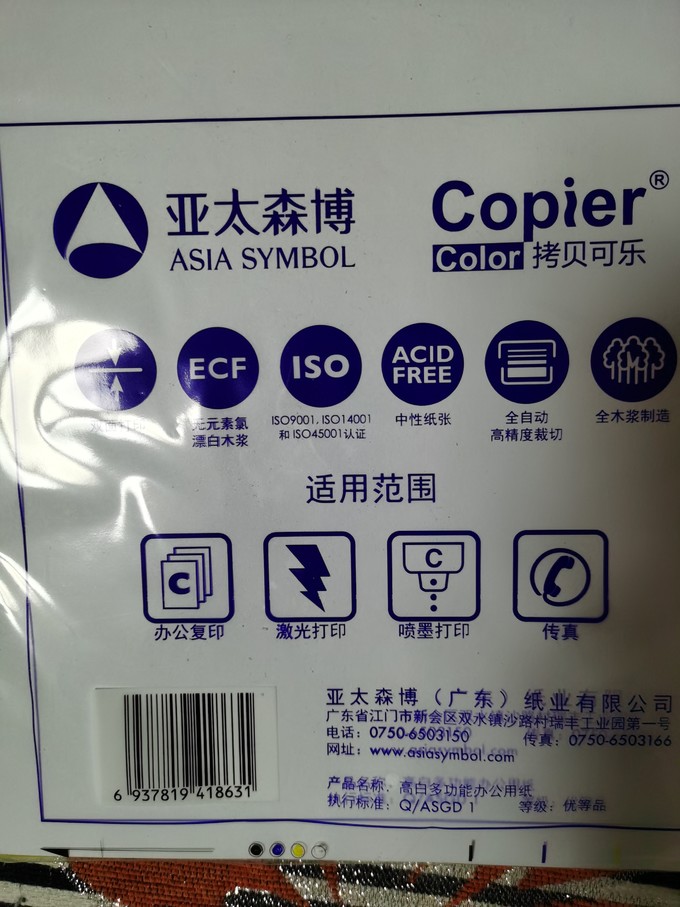 亚太森博
ASIA SYMBOL
Copier®
Color 拷贝可乐
ECF
ISO
ACID FREE
双面打印
无元素氯
漂白木浆
ISO9001, ISO14001
和 ISO45001认证
中性纸张
全自动
高精度裁切
全木浆制造
适用范围
C
C
办公复印
激光打印
喷墨打印
传真
亚太森博（广东）纸业有限公司
广东省江门市新会区双水镇沙路村瑞丰工业园第一号
电话：0750-6503150 传真：0750-6503166
网址：www.asiasymbol.com
产品名称：高白多功能办公用纸
执行标准：Q/ASGD 1 等级：优等品
6 937819 418631